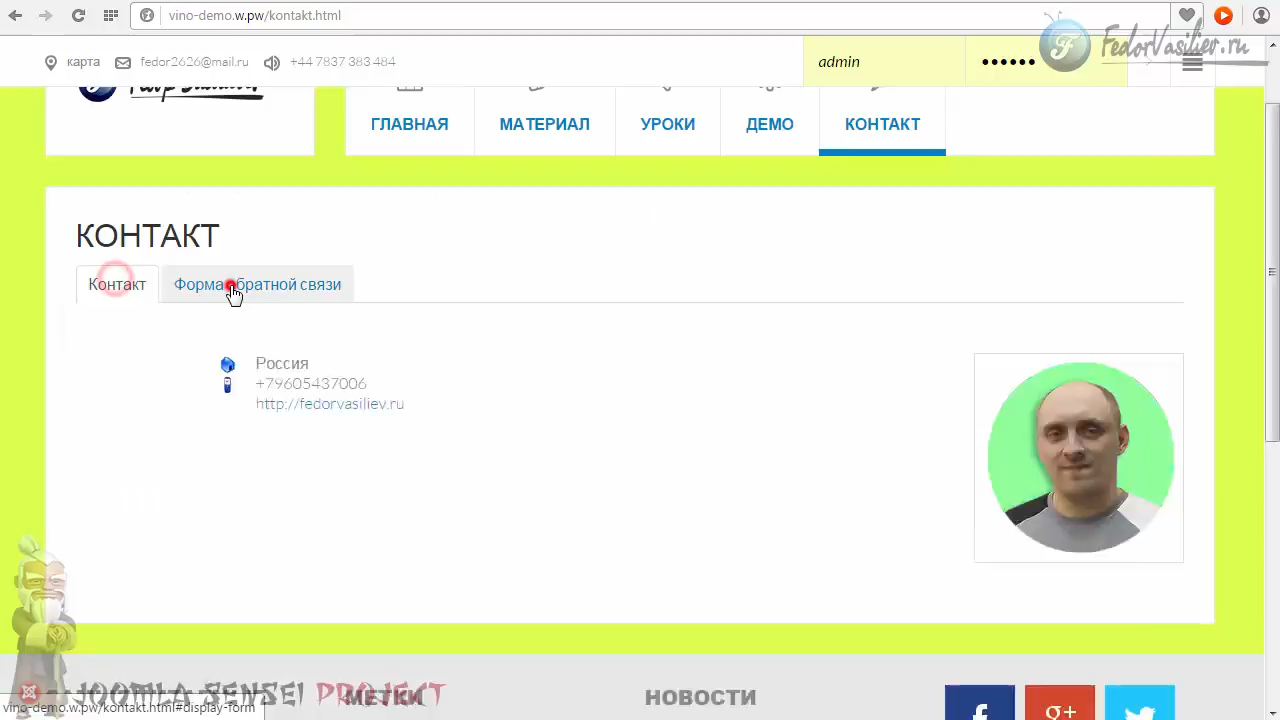 vino-demo.w.pw/kontakt.html
FedorVasiliev.ru
карта fedor2626@mail.ru +44 7837 383 484
admin ••••••
ГЛАВНАЯ МАТЕРИАЛ УРОКИ ДЕМО КОНТАКТ
КОНТАКТ
Контакт Форма обратной связи
Россия
+79605437006
http://fedorvasiliev.ru
JOOMLA SENSEI PROJECT
МЕТКИ НОВОСТИ
f g+
vino-demo.w.pw/kontakt.html#display-form